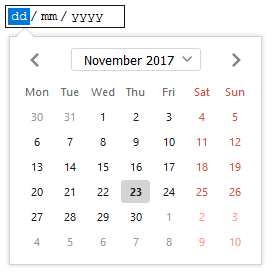 dd / mm / yyyy
November 2017
Mon Tue Wed Thu Fri Sat Sun
30 31 1 2 3 4 5
6 7 8 9 10 11 12
13 14 15 16 17 18 19
20 21 22 23 24 25 26
27 28 29 30 1 2 3
4 5 6 7 8 9 10